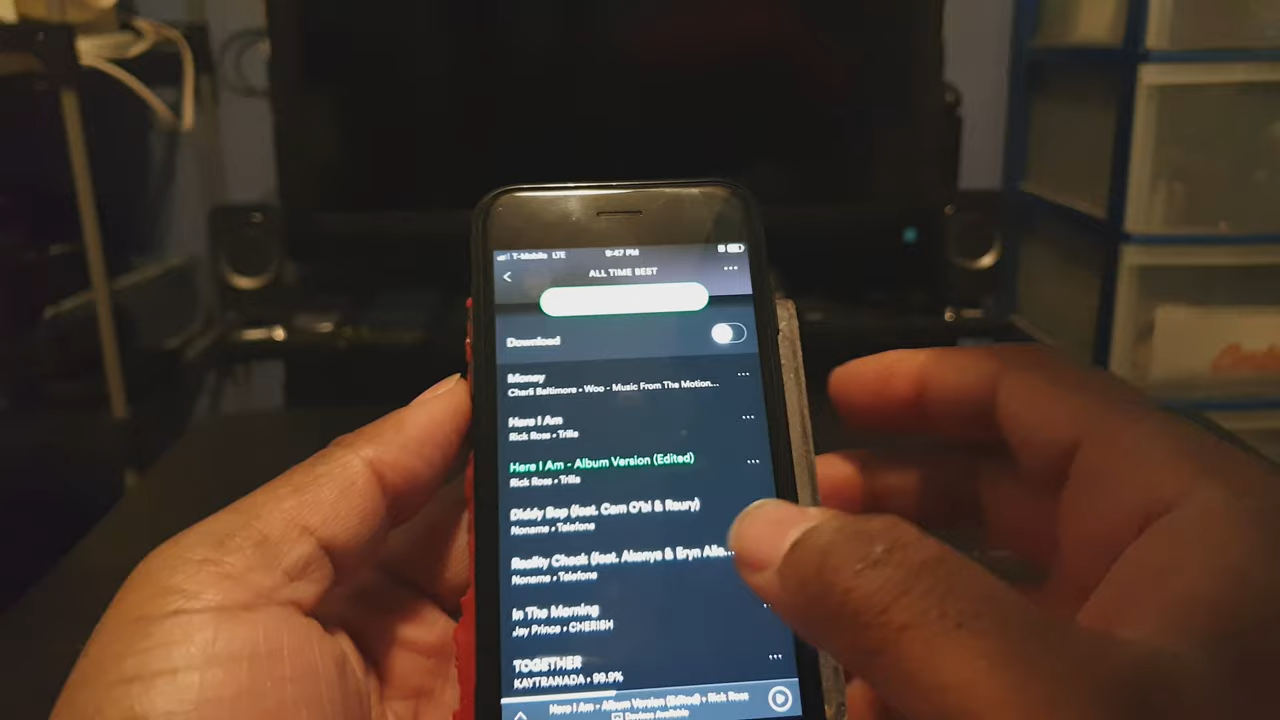 T-Mobile LTE
9:47 PM
ALL TIME BEST
Download
Money
Charli Baltimore • Woo - Music From The Motion...
Here I Am
Rick Ross • Trilla
Here I Am - Album Version (Edited)
Rick Ross • Trilla
Diddy Bop (feat. Cam O'bi & Raury)
Noname • Telefone
Reality Check (feat. Akenya & Eryn Alle...
Noname • Telefone
In The Morning
Jay Prince • CHERISH
TOGETHER
KAYTRANADA • 99.9%
Here I Am - Album Version (Edited) • Rick Ross
Devices Available